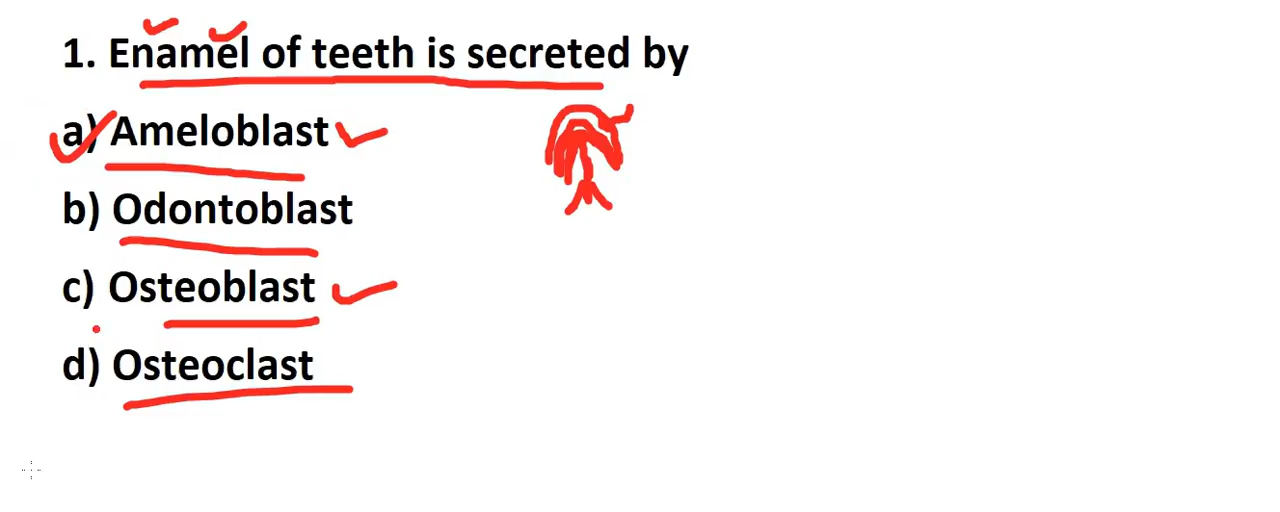 1. Enamel of teeth is secreted by
a) Ameloblast
b) Odontoblast
c) Osteoblast
d) Osteoclast